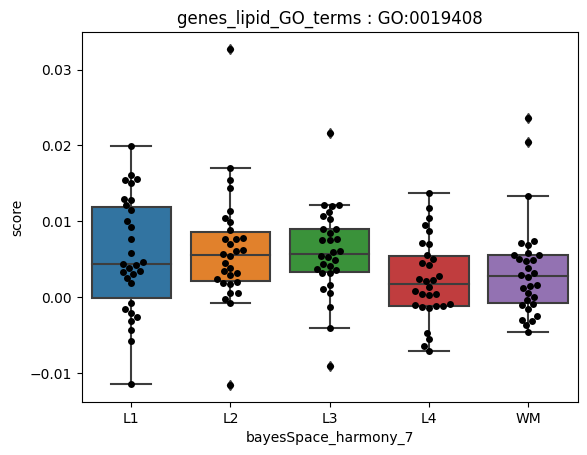 genes_lipid_GO_terms : GO:0019408
0.03
0.02
0.01
0.00
−0.01
score
L1 L2 L3 L4 WM
bayesSpace_harmony_7